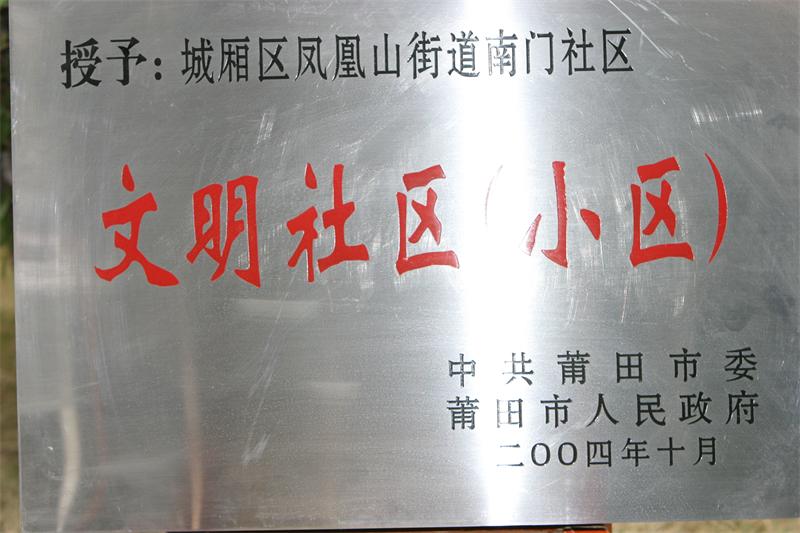 授予：城厢区凤凰山街道南门社区
文明社区（小区）
中共莆田市委
莆田市人民政府
二OO四年十月